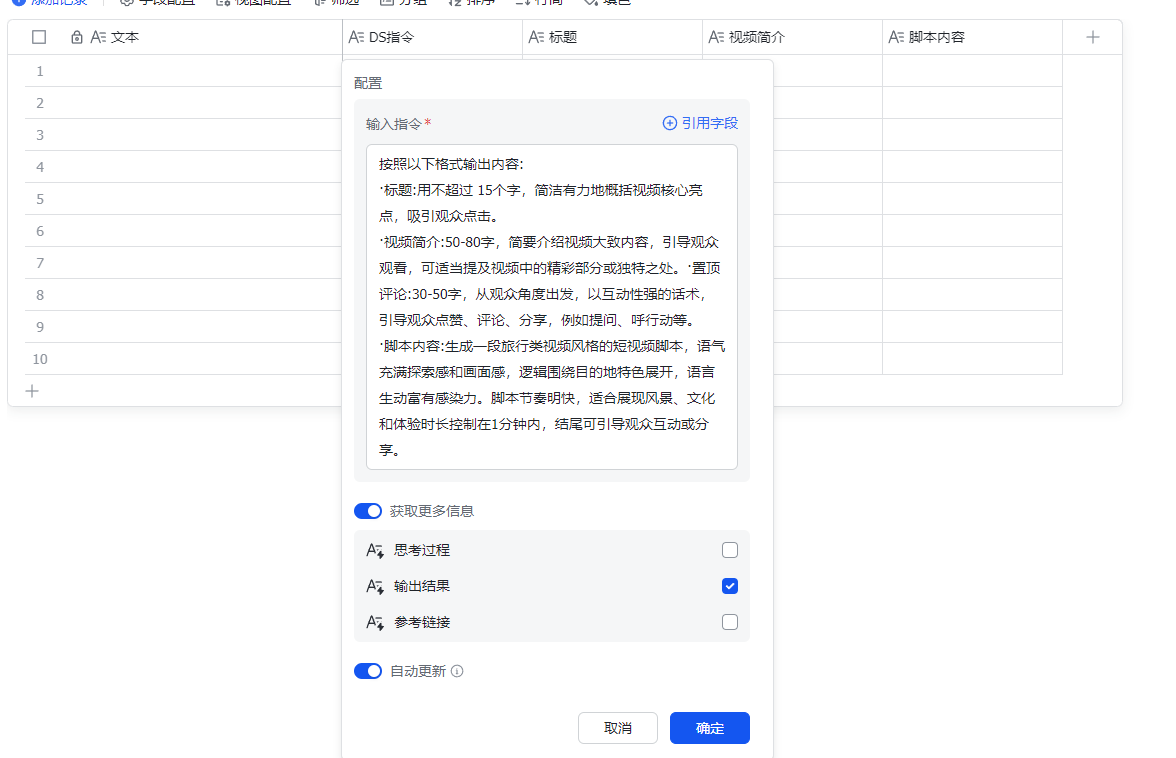 添加记录 字段配置 视图配置 筛选 分组 排序 行高 填色
文本 DS指令 标题 视频简介 脚本内容
1
2
3
4
5
6
7
8
9
10
配置
输入指令* 引用字段
按照以下格式输出内容:
·标题:用不超过 15个字，简洁有力地概括视频核心亮
点，吸引观众点击。
·视频简介:50-80字，简要介绍视频大致内容，引导观众
观看，可适当提及视频中的精彩部分或独特之处。·置顶
评论:30-50字，从观众角度出发，以互动性强的话术，
引导观众点赞、评论、分享，例如提问、呼行动等。
·脚本内容:生成一段旅行类视频风格的短视频脚本，语气
充满探索感和画面感，逻辑围绕目的地特色展开，语言
生动富有感染力。脚本节奏明快，适合展现风景、文化
和体验时长控制在1分钟内，结尾可引导观众互动或分
享。
获取更多信息
思考过程
输出结果
参考链接
自动更新
取消 确定